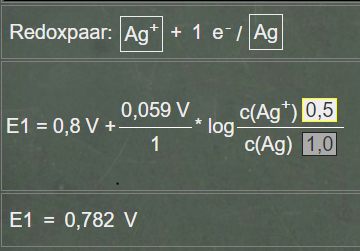 Redoxpaar: Ag⁺ + 1 e⁻ / Ag
E1 = 0,8 V + 0,059 V / 1 * log c(Ag⁺) 0,5 / c(Ag) 1,0
E1 = 0,782 V